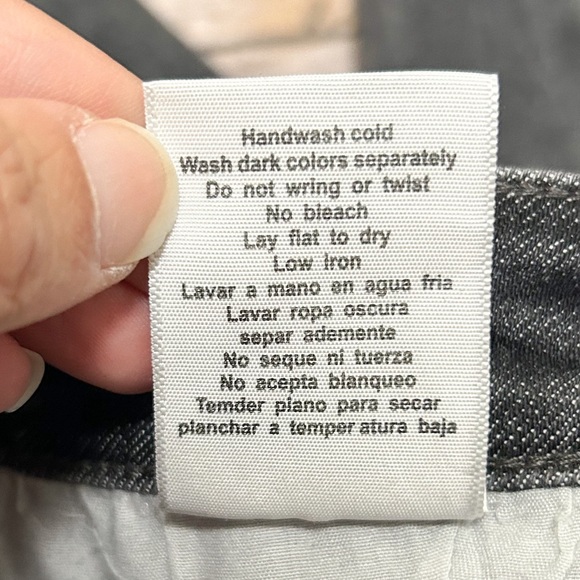 Handwash cold
Wash dark colors separately
Do not wring or twist
No bleach
Lay flat to dry
Low iron
Lavar a mano en agua fria
Lavar ropa oscura
separ ademente
No seque ni tuerza
No acepta blanqueo
Temder plano para secar
planchar a temper atura baja